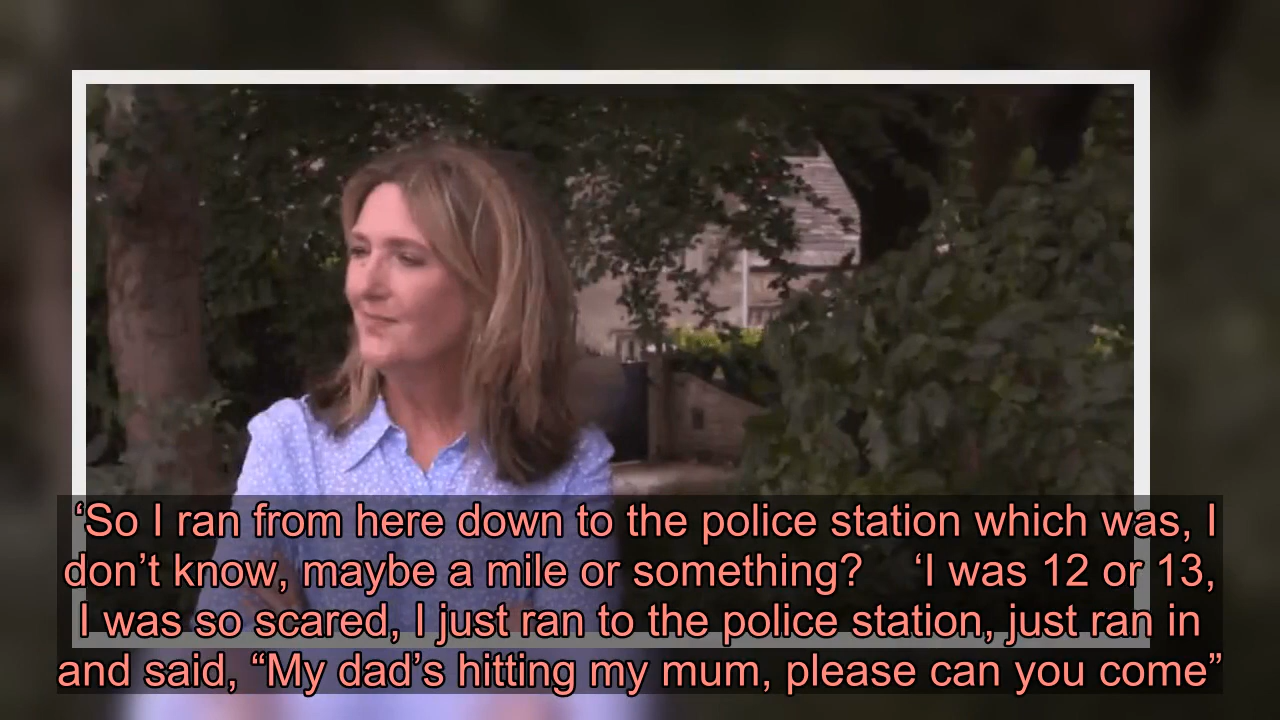 ‘So I ran from here down to the police station which was, I
don’t know, maybe a mile or something? ‘I was 12 or 13,
I was so scared, I just ran to the police station, just ran in
and said, “My dad’s hitting my mum, please can you come”